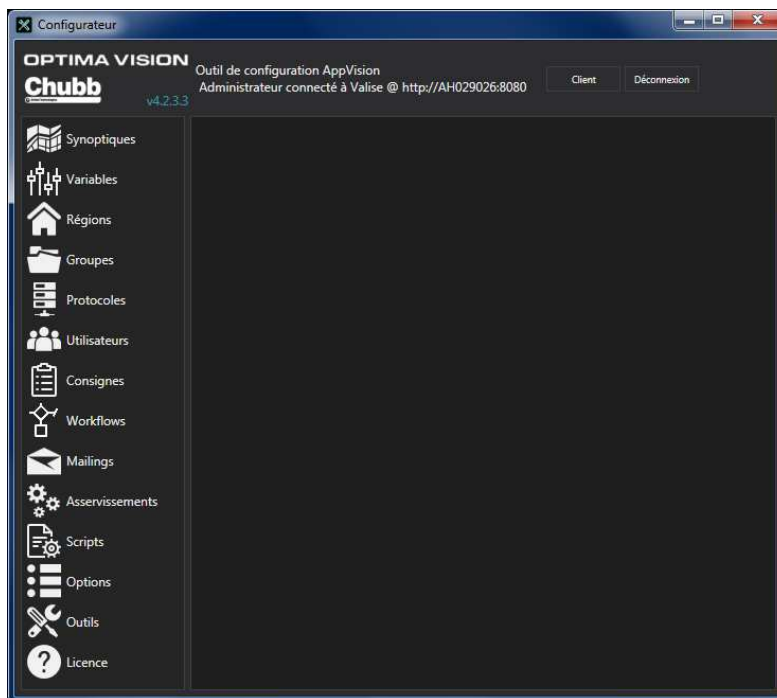 Configurateur
OPTIMA VISION
Chubb
v4.2.3.3
Outil de configuration AppVision
Administrateur connecté à Valise @ http://AH029026:8080
Client
Déconnexion
Synoptiques
Variables
Régions
Groupes
Protocoles
Utilisateurs
Consignes
Workflows
Mailings
Asservissements
Scripts
Options
Outils
Licence